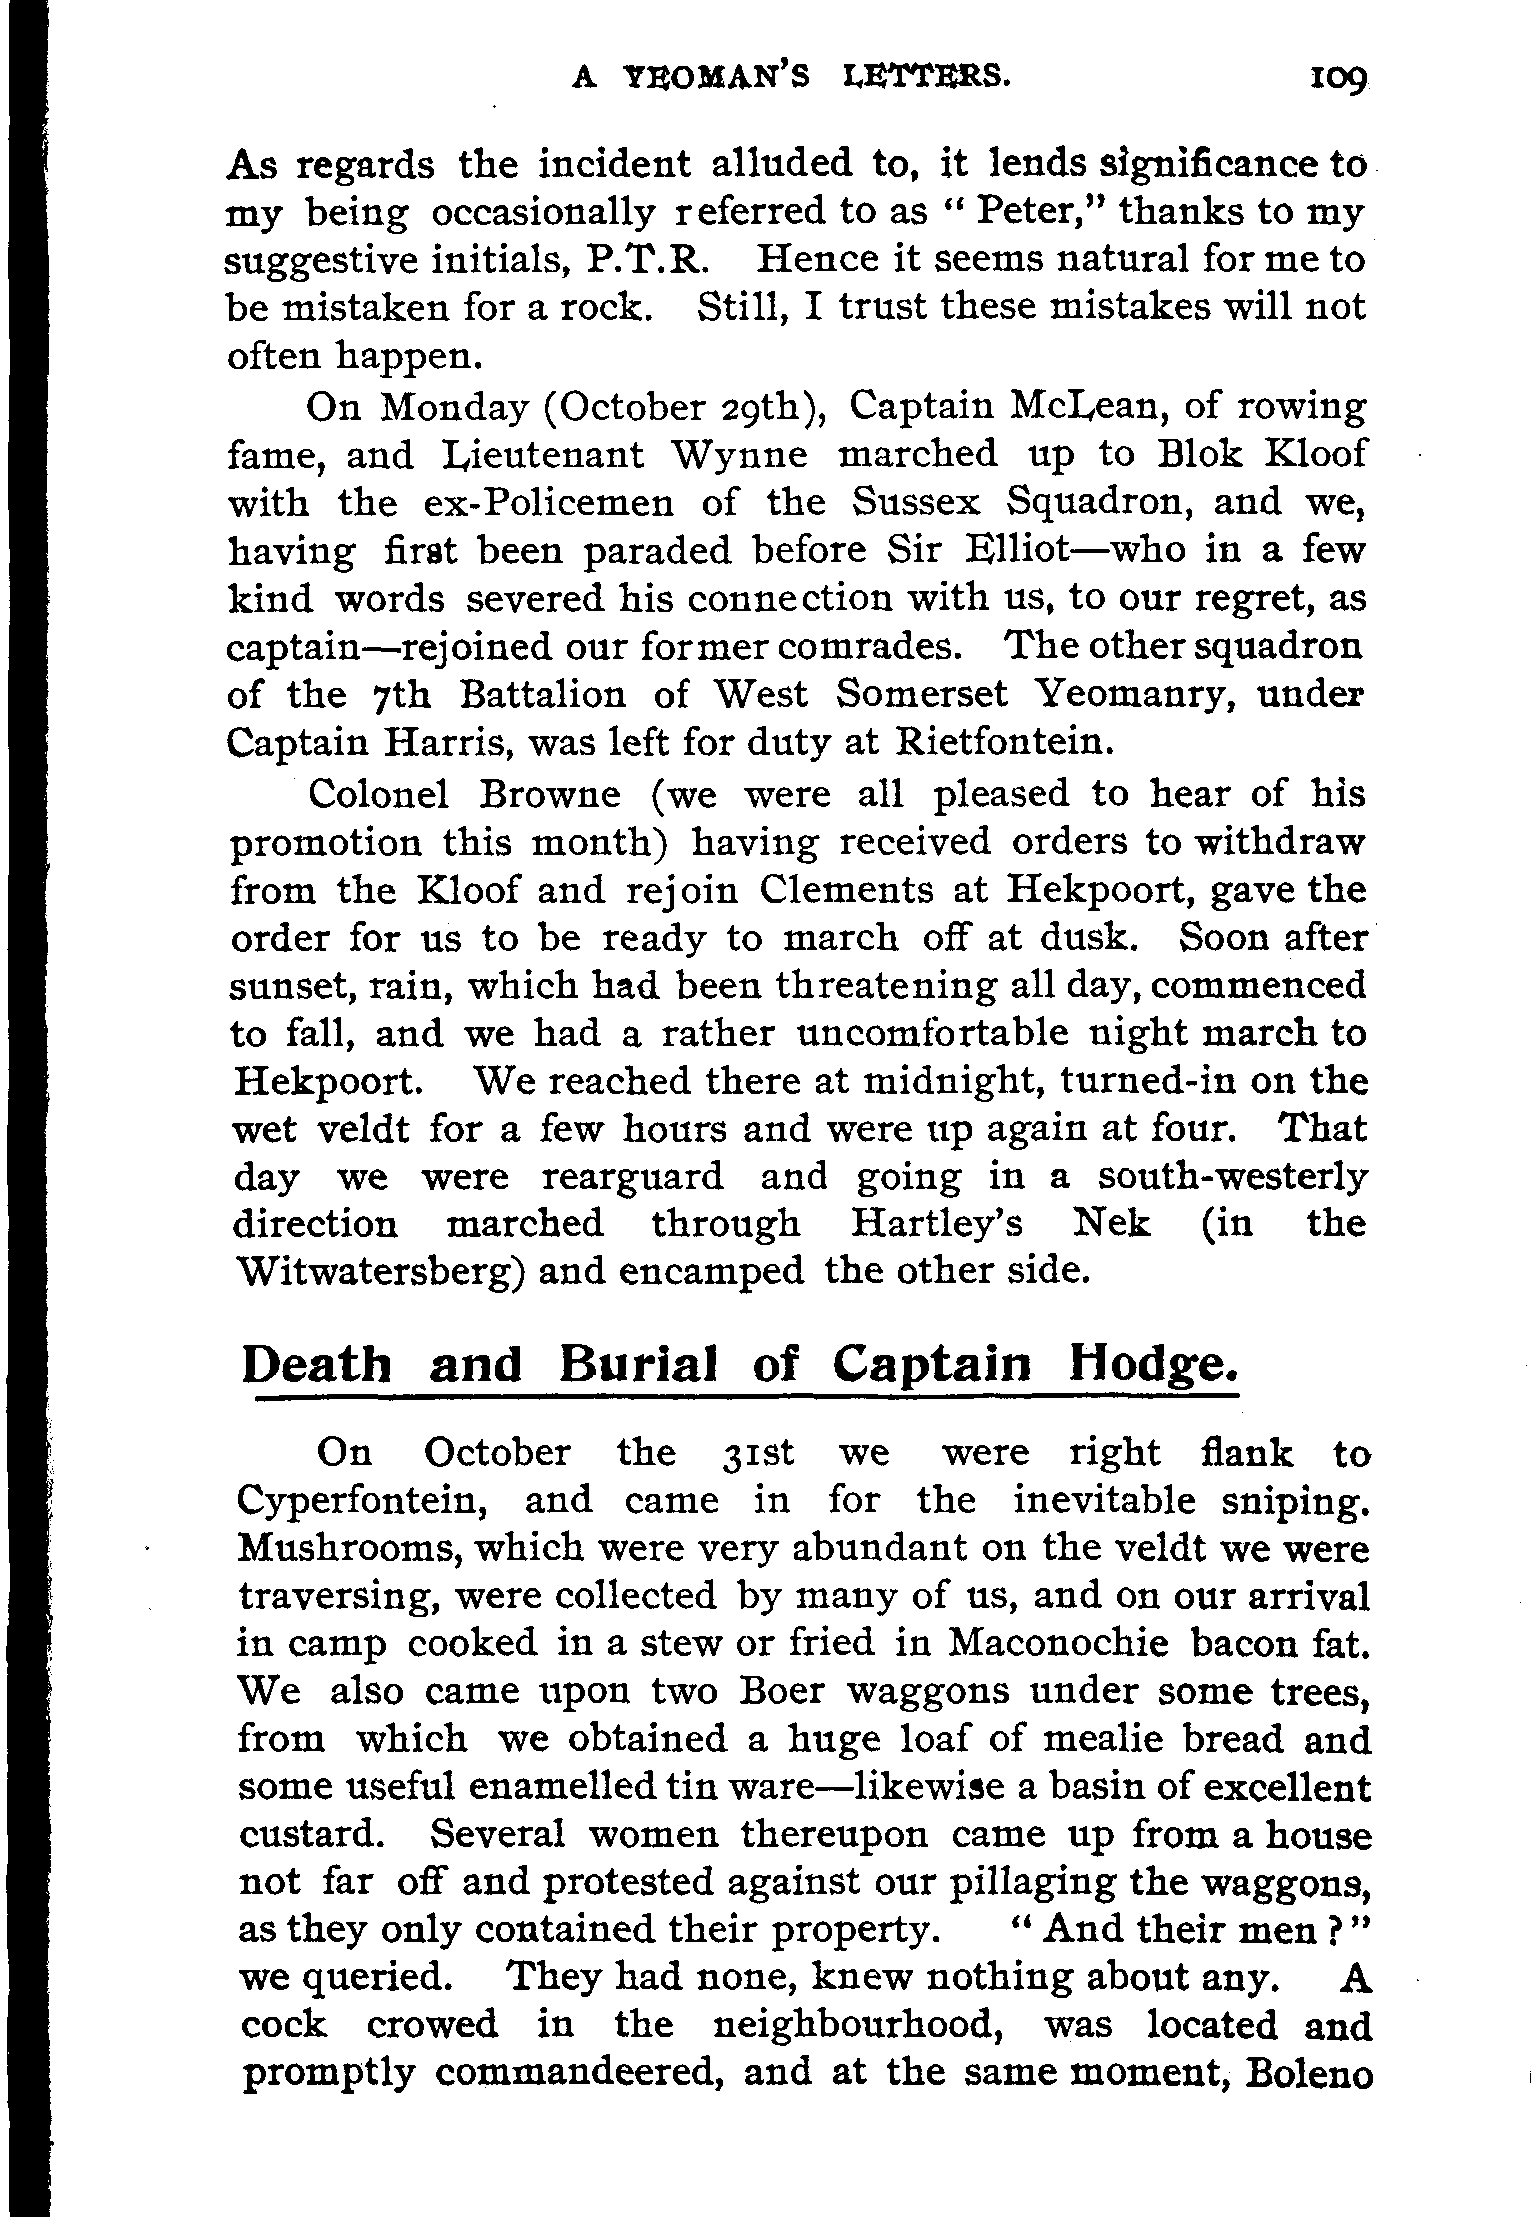 A YEOMAN'S LETTERS. 109
As regards the incident alluded to, it lends significance to
my being occasionally referred to as " Peter," thanks to my
suggestive initials, P.T.R. Hence it seems natural for me to
be mistaken for a rock. Still, I trust these mistakes will not
often happen.
On Monday (October 29th), Captain McLean, of rowing
fame, and Lieutenant Wynne marched up to Blok Kloof
with the ex-Policemen of the Sussex Squadron, and we,
having first been paraded before Sir Elliot—who in a few
kind words severed his connection with us, to our regret, as
captain—rejoined our former comrades. The other squadron
of the 7th Battalion of West Somerset Yeomanry, under
Captain Harris, was left for duty at Rietfontein.
Colonel Browne (we were all pleased to hear of his
promotion this month) having received orders to withdraw
from the Kloof and rejoin Clements at Hekpoort, gave the
order for us to be ready to march off at dusk. Soon after
sunset, rain, which had been threatening all day, commenced
to fall, and we had a rather uncomfortable night march to
Hekpoort. We reached there at midnight, turned-in on the
wet veldt for a few hours and were up again at four. That
day we were rearguard and going in a south-westerly
direction marched through Hartley's Nek (in the
Witwatersberg) and encamped the other side.
Death and Burial of Captain Hodge.
On October the 31st we were right flank to
Cyperfontein, and came in for the inevitable sniping.
Mushrooms, which were very abundant on the veldt we were
traversing, were collected by many of us, and on our arrival
in camp cooked in a stew or fried in Maconochie bacon fat.
We also came upon two Boer waggons under some trees,
from which we obtained a huge loaf of mealie bread and
some useful enamelled tin ware—likewise a basin of excellent
custard. Several women thereupon came up from a house
not far off and protested against our pillaging the waggons,
as they only contained their property. " And their men ? "
we queried. They had none, knew nothing about any. A
cock crowed in the neighbourhood, was located and
promptly commandeered, and at the same moment, Boleno